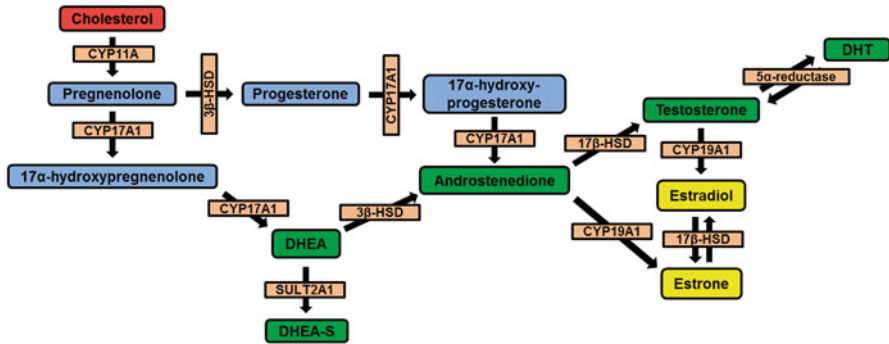 Cholesterol
DHT
CYP11A
5α-reductase
Pregnenolone
3β-HSD
Progesterone
CYP17A1
17α-hydroxy-
progesterone
Testosterone
CYP17A1
CYP17A1
17β-HSD
CYP19A1
17α-hydroxypregnenolone
Androstenedione
Estradiol
CYP17A1
3β-HSD
CYP19A1
17β-HSD
DHEA
SULT2A1
Estrone
DHEA-S